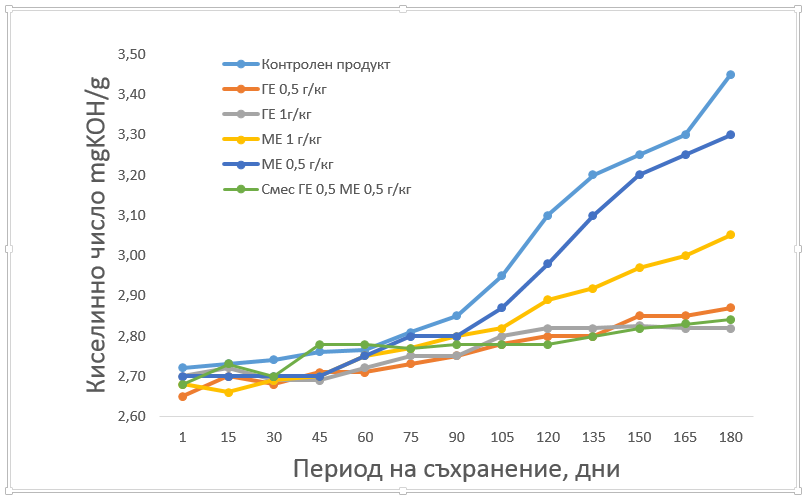 Киселинно число mgKOH/g
3,50
3,40
3,30
3,20
3,10
3,00
2,90
2,80
2,70
2,60
Контролен продукт
ГЕ 0,5 г/кг
ГЕ 1г/кг
МЕ 1 г/кг
МЕ 0,5 г/кг
Смес ГЕ 0,5 МЕ 0,5 г/кг
1 15 30 45 60 75 90 105 120 135 150 165 180
Период на съхранение, дни